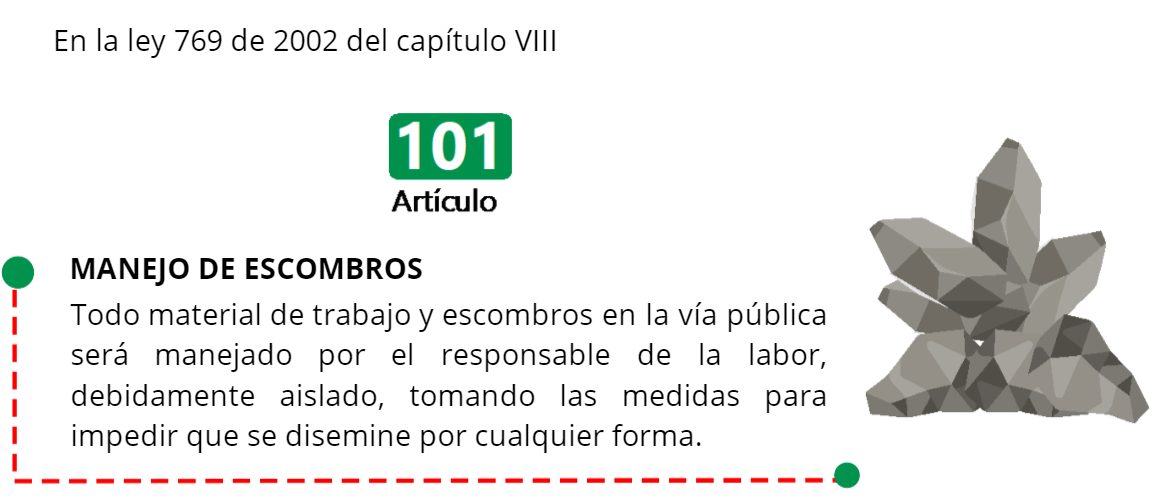 En la ley 769 de 2002 del capítulo VIII
101
Artículo
MANEJO DE ESCOMBROS
Todo material de trabajo y escombros en la vía pública
será manejado por el responsable de la labor,
debidamente aislado, tomando las medidas para
impedir que se disemine por cualquier forma.